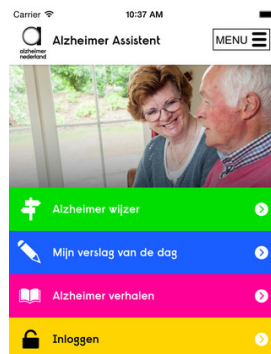 Carrier 10:37 AM
alzheimer
nederland
Alzheimer Assistent
MENU
Alzheimer wijzer
Mijn verslag van de dag
Alzheimer verhalen
Inloggen